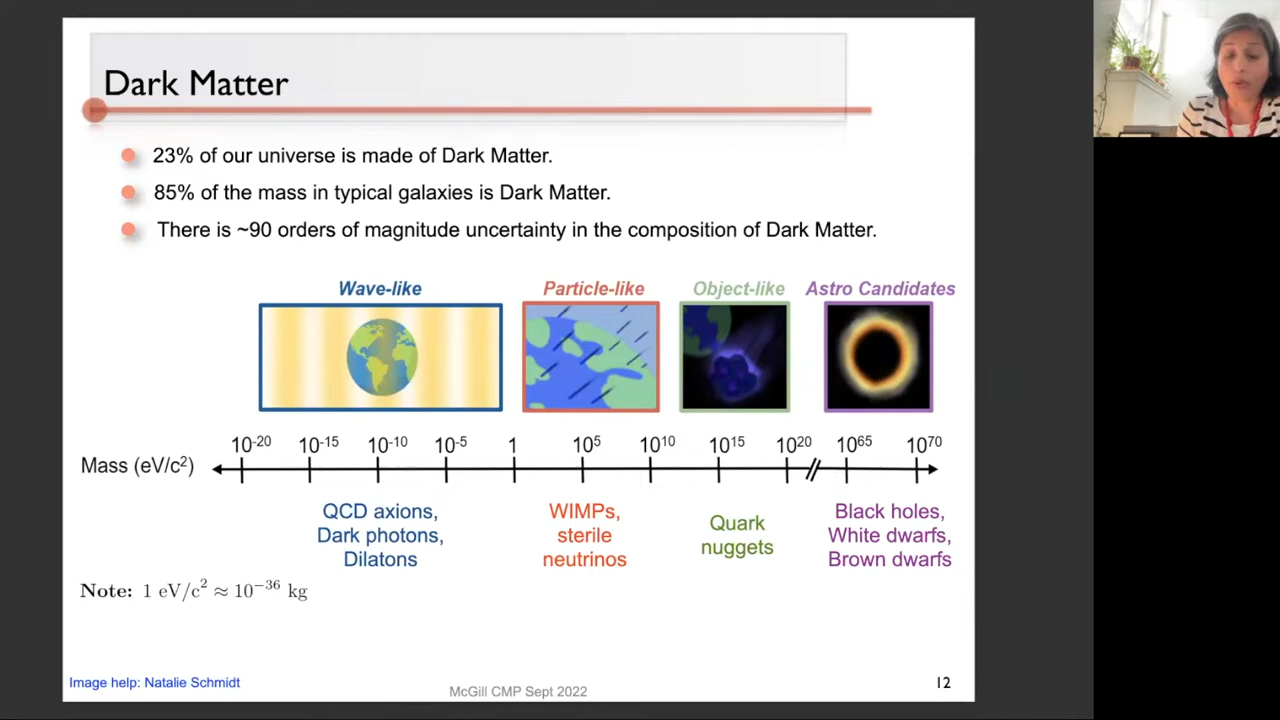 Dark Matter
23% of our universe is made of Dark Matter.
85% of the mass in typical galaxies is Dark Matter.
There is ~90 orders of magnitude uncertainty in the composition of Dark Matter.
Wave-like Particle-like Object-like Astro Candidates
10⁻²⁰ 10⁻¹⁵ 10⁻¹⁰ 10⁻⁵ 1 10⁵ 10¹⁰ 10¹⁵ 10²⁰ 10⁶⁵ 10⁷⁰
Mass (eV/c²)
QCD axions,
Dark photons,
Dilatons
WIMPs,
sterile
neutrinos
Quark
nuggets
Black holes,
White dwarfs,
Brown dwarfs
Note: 1 eV/c² ≈ 10⁻³⁶ kg
Image help: Natalie Schmidt
McGill CMP Sept 2022
12